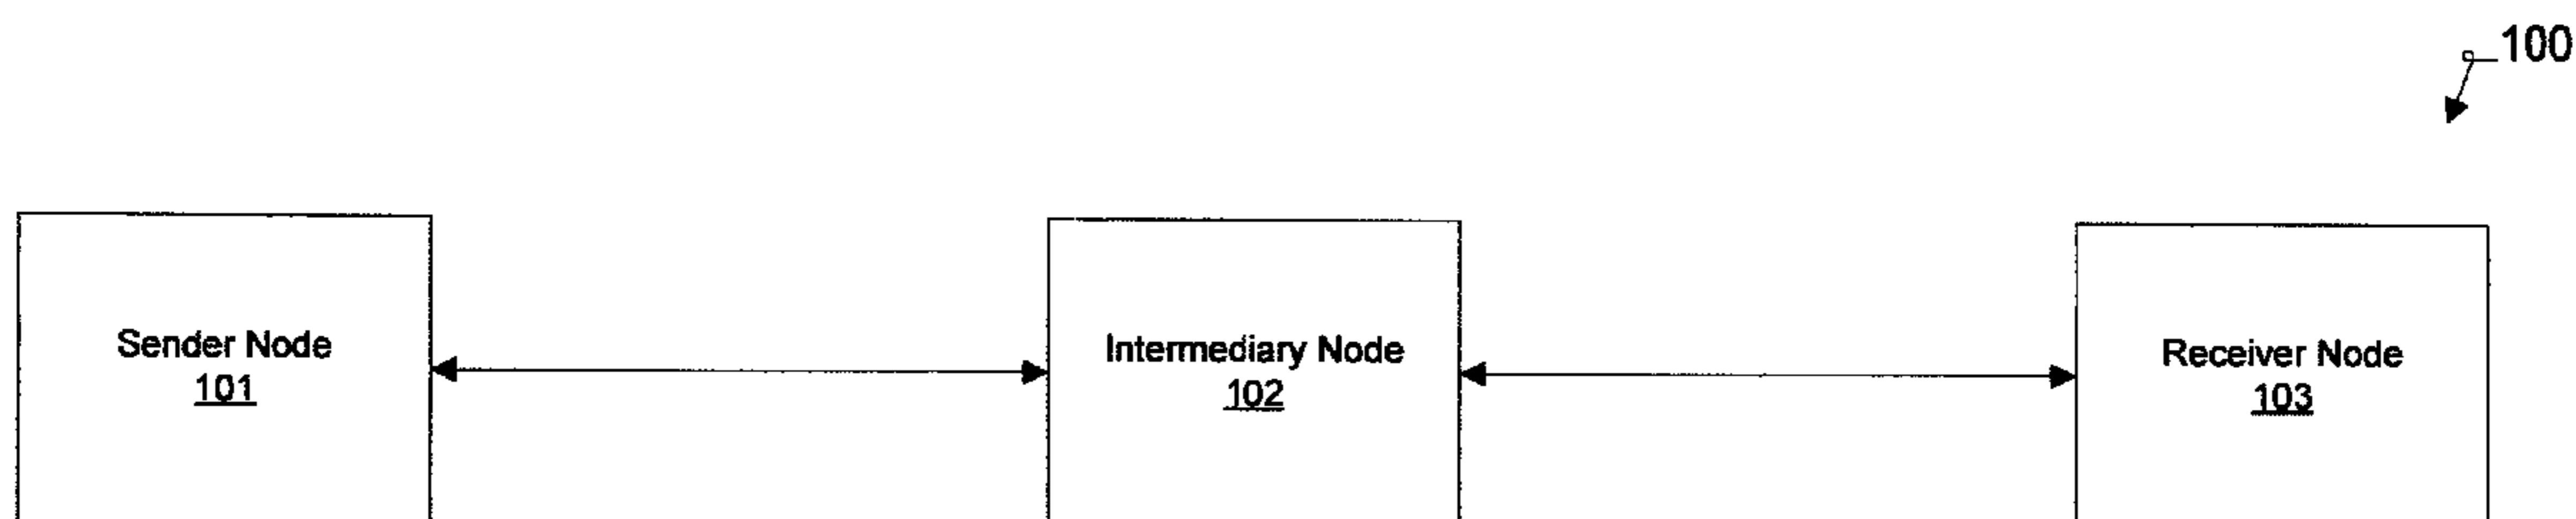 100
Sender Node
101
Intermediary Node
102
Receiver Node
103